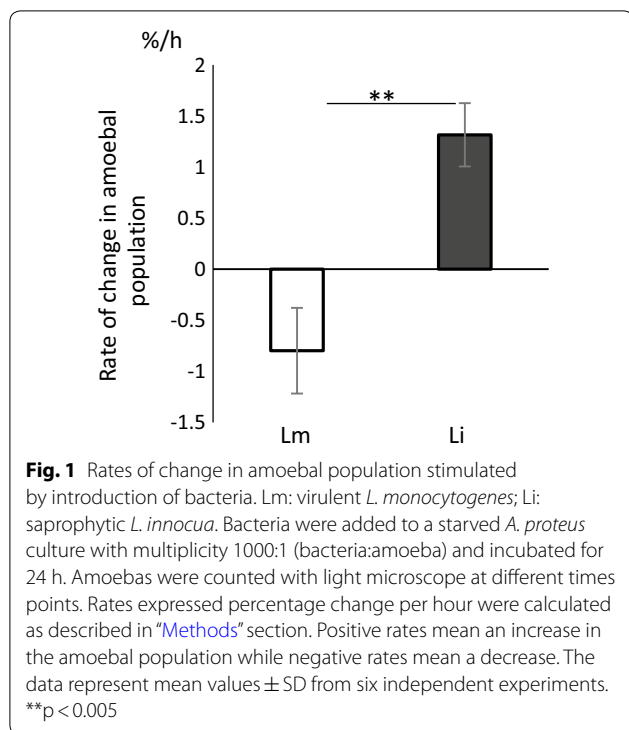 %/h
2
**
1.5
1
0.5
0
-0.5
-1
-1.5
Rate of change in amoebal
population
Lm
Li
Fig. 1 Rates of change in amoebal population stimulated
by introduction of bacteria. Lm: virulent L. monocytogenes; Li:
saprophytic L. innocua. Bacteria were added to a starved A. proteus
culture with multiplicity 1000:1 (bacteria:amoeba) and incubated for
24 h. Amoebas were counted with light microscope at different times
points. Rates expressed percentage change per hour were calculated
as described in “Methods” section. Positive rates mean an increase in
the amoebal population while negative rates mean a decrease. The
data represent mean values ± SD from six independent experiments.
**p < 0.005